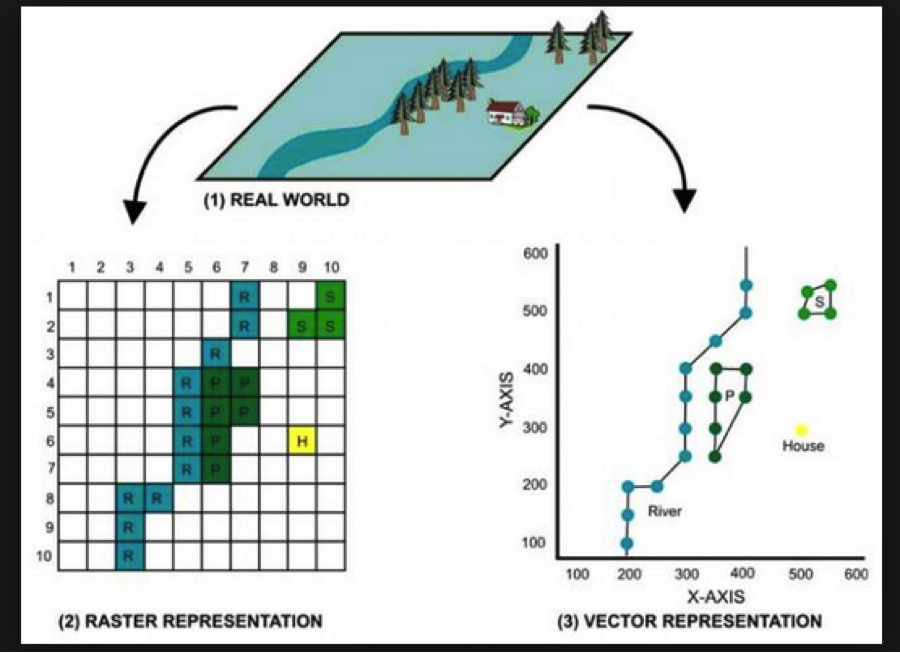 (1) REAL WORLD
1 2 3 4 5 6 7 8 9 10
1 R S
2 R S S
3 R
4 R P P
5 R P P
6 R P H
7 R P
8 R R
9 R
10 R
(2) RASTER REPRESENTATION
600
500
400
300
200
100
Y-AXIS
S
P
House
River
100 200 300 400 500 600
X-AXIS
(3) VECTOR REPRESENTATION